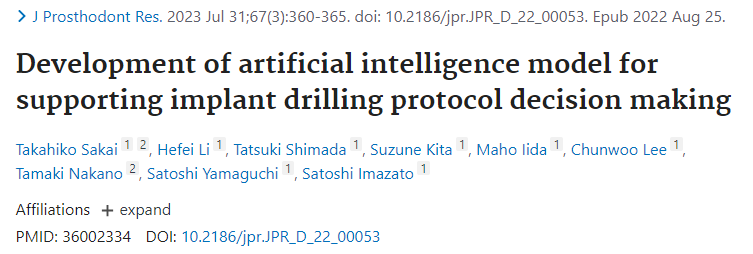 J Prosthodont Res. 2023 Jul 31;67(3):360-365. doi: 10.2186/jpr.JPR_D_22_00053. Epub 2022 Aug 25.
Development of artificial intelligence model for
supporting implant drilling protocol decision making
Takahiko Sakai 1 2, Hefei Li 1, Tatsuki Shimada 1, Suzune Kita 1, Maho Iida 1, Chunwoo Lee 1,
Tamaki Nakano 2, Satoshi Yamaguchi 1, Satoshi Imazato 1
Affiliations + expand
PMID: 36002334 DOI: 10.2186/jpr.JPR_D_22_00053